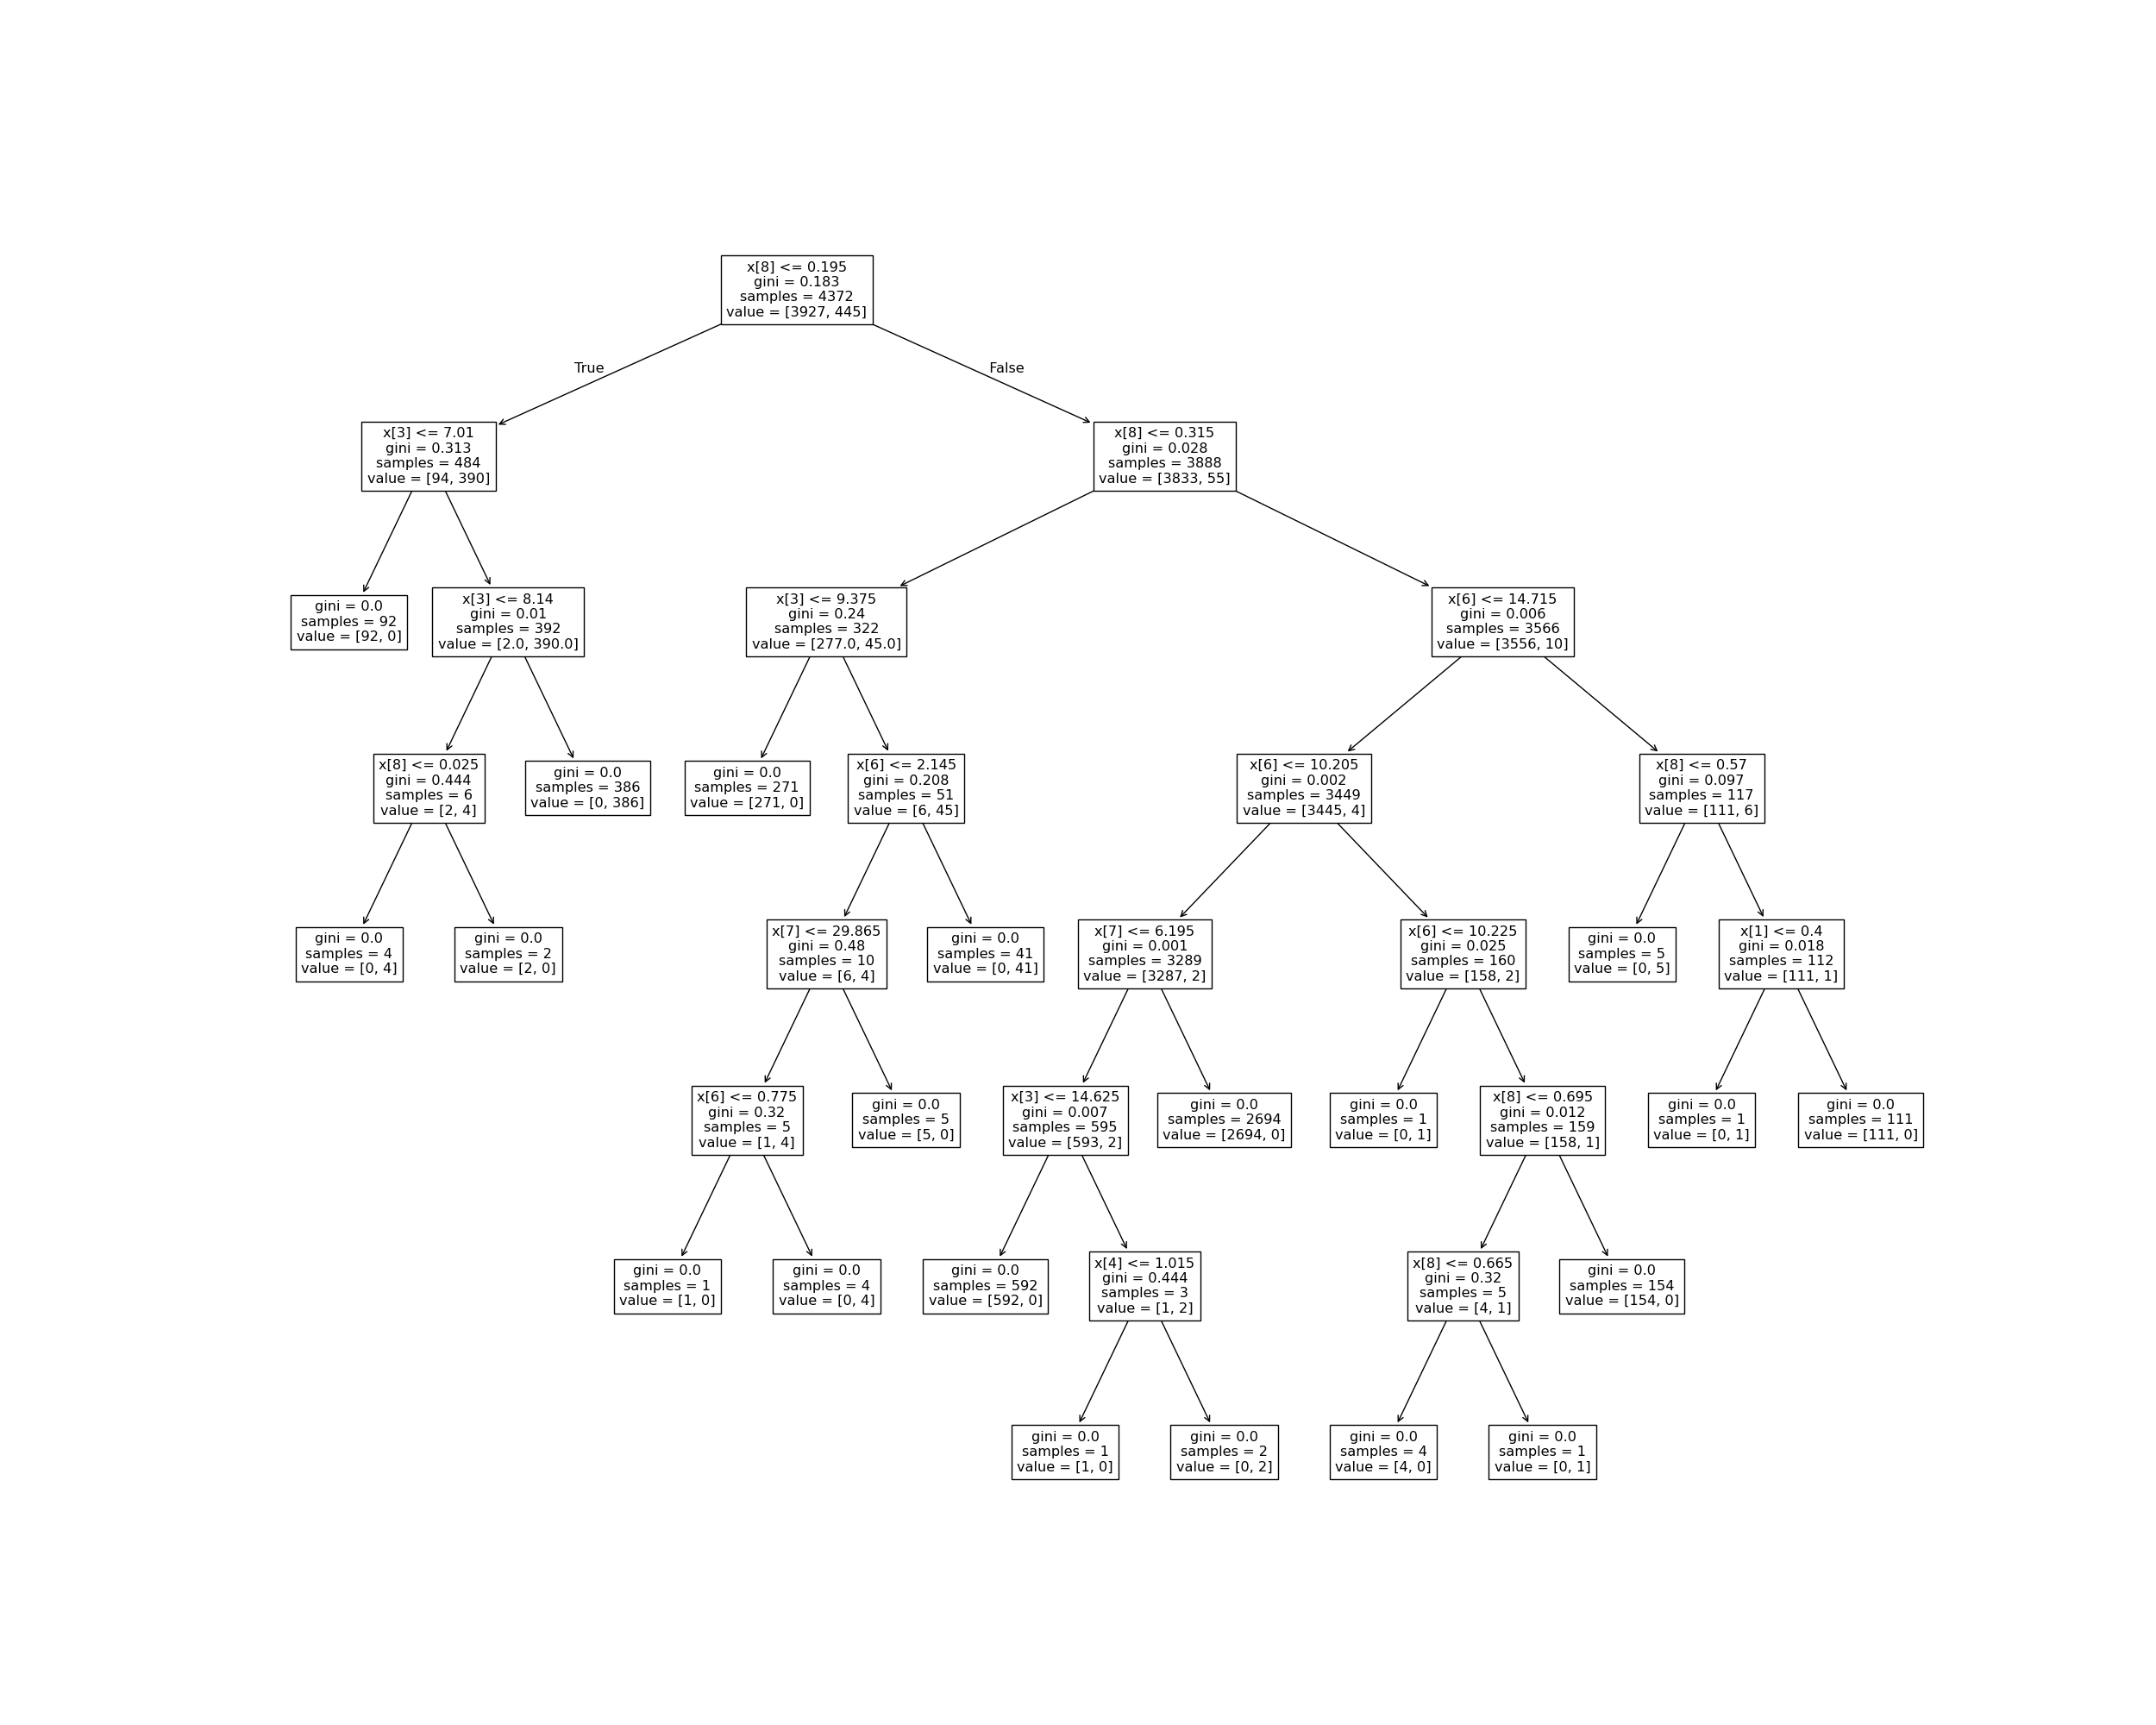 x[8] <= 0.195
gini = 0.183
samples = 4372
value = [3927, 445]
True
False
x[3] <= 7.01
gini = 0.313
samples = 484
value = [94, 390]
x[8] <= 0.315
gini = 0.028
samples = 3888
value = [3833, 55]
gini = 0.0
samples = 92
value = [92, 0]
x[3] <= 8.14
gini = 0.01
samples = 392
value = [2.0, 390.0]
x[3] <= 9.375
gini = 0.24
samples = 322
value = [277.0, 45.0]
x[6] <= 14.715
gini = 0.006
samples = 3566
value = [3556, 10]
x[8] <= 0.025
gini = 0.444
samples = 6
value = [2, 4]
gini = 0.0
samples = 386
value = [0, 386]
gini = 0.0
samples = 271
value = [271, 0]
x[6] <= 2.145
gini = 0.208
samples = 51
value = [6, 45]
x[6] <= 10.205
gini = 0.002
samples = 3449
value = [3445, 4]
x[8] <= 0.57
gini = 0.097
samples = 117
value = [111, 6]
gini = 0.0
samples = 4
value = [0, 4]
gini = 0.0
samples = 2
value = [2, 0]
x[7] <= 29.865
gini = 0.48
samples = 10
value = [6, 4]
gini = 0.0
samples = 41
value = [0, 41]
x[7] <= 6.195
gini = 0.001
samples = 3289
value = [3287, 2]
x[6] <= 10.225
gini = 0.025
samples = 160
value = [158, 2]
gini = 0.0
samples = 5
value = [0, 5]
x[1] <= 0.4
gini = 0.018
samples = 112
value = [111, 1]
x[6] <= 0.775
gini = 0.32
samples = 5
value = [1, 4]
gini = 0.0
samples = 5
value = [5, 0]
x[3] <= 14.625
gini = 0.007
samples = 595
value = [593, 2]
gini = 0.0
samples = 2694
value = [2694, 0]
gini = 0.0
samples = 1
value = [0, 1]
x[8] <= 0.695
gini = 0.012
samples = 159
value = [158, 1]
gini = 0.0
samples = 1
value = [0, 1]
gini = 0.0
samples = 111
value = [111, 0]
gini = 0.0
samples = 1
value = [1, 0]
gini = 0.0
samples = 4
value = [0, 4]
gini = 0.0
samples = 592
value = [592, 0]
x[4] <= 1.015
gini = 0.444
samples = 3
value = [1, 2]
x[8] <= 0.665
gini = 0.32
samples = 5
value = [4, 1]
gini = 0.0
samples = 154
value = [154, 0]
gini = 0.0
samples = 1
value = [1, 0]
gini = 0.0
samples = 2
value = [0, 2]
gini = 0.0
samples = 4
value = [4, 0]
gini = 0.0
samples = 1
value = [0, 1]